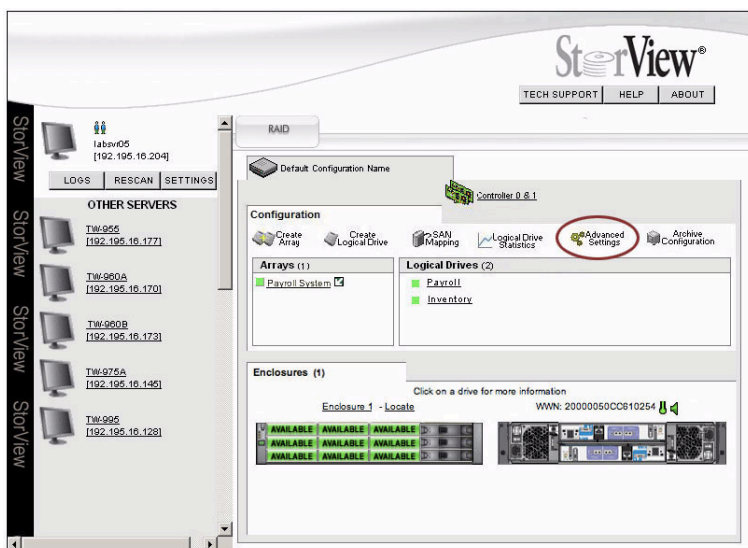 StorView®
TECH SUPPORT HELP ABOUT
StorView
StorView
StorView
StorView
labsvr05
[192.195.16.204]
LOGS RESCAN SETTINGS
OTHER SERVERS
TW-955
[192.195.16.177]
TW-960A
[192.195.16.170]
TW-960B
[192.195.16.173]
TW-975A
[192.195.16.145]
TW-995
[192.195.16.128]
RAID
Default Configuration Name
Controller 0 & 1
Configuration
Create Array
Create Logical Drive
SAN Mapping
Logical Drive Statistics
Advanced Settings
Archive Configuration
Arrays (1)
Payroll System
Logical Drives (2)
Payroll
Inventory
Enclosures (1)
Click on a drive for more information
Enclosure 1 - Locate
WWN: 20000050CC610254
AVAILABLE AVAILABLE AVAILABLE
AVAILABLE AVAILABLE AVAILABLE
AVAILABLE AVAILABLE AVAILABLE